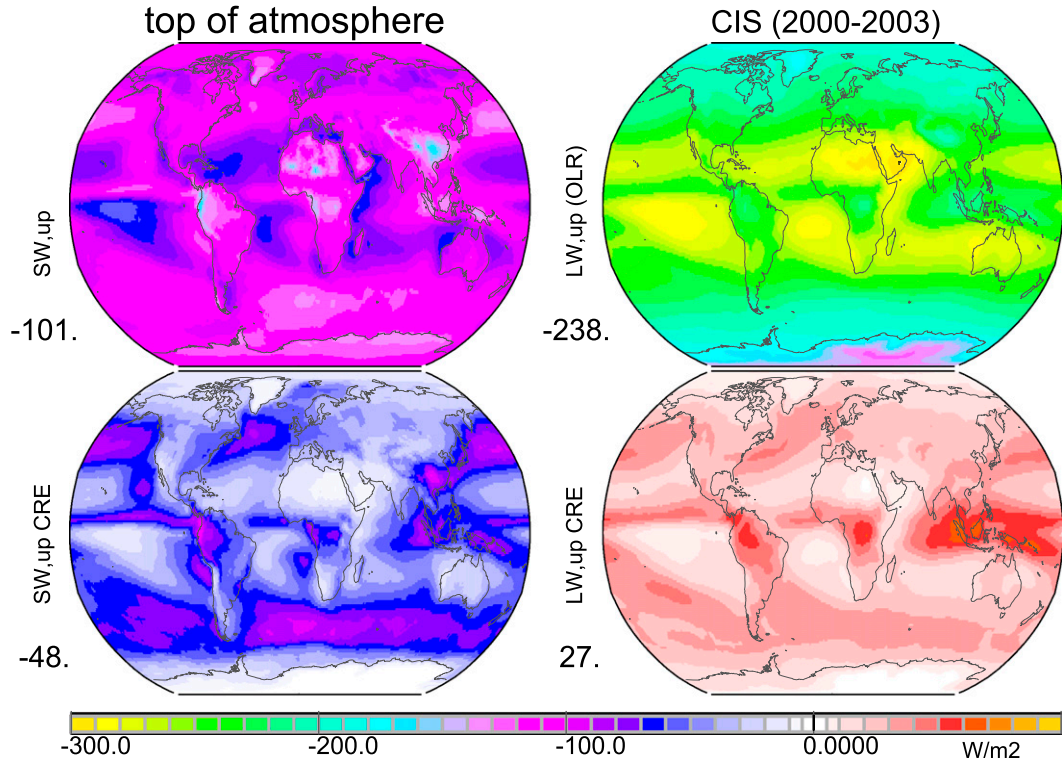 top of atmosphere
CIS (2000-2003)
SW,up
-101.
LW,up (OLR)
-238.
SW,up CRE
-48.
LW,up CRE
27.
-300.0
-200.0
-100.0
0.0000
W/m2